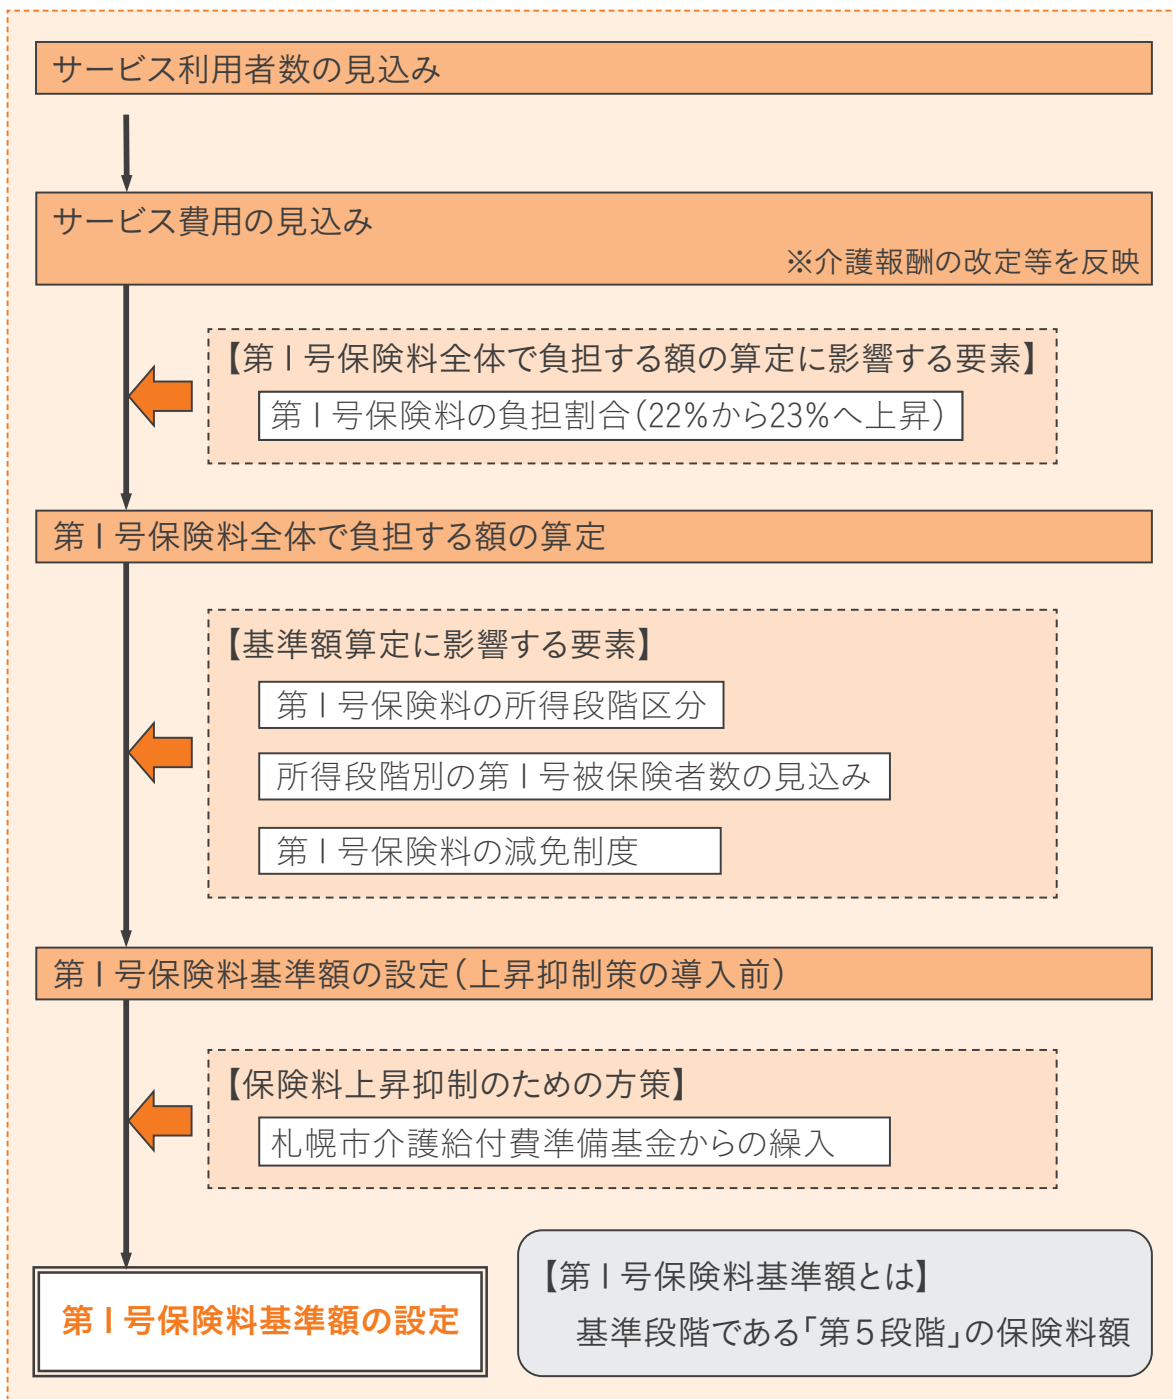 サービス利用者数の見込み
サービス費用の見込み
※介護報酬の改定等を反映
【第1号保険料全体で負担する額の算定に影響する要素】
第1号保険料の負担割合(22%から23%へ上昇)
第1号保険料全体で負担する額の算定
【基準額算定に影響する要素】
第1号保険料の所得段階区分
所得段階別の第1号被保険者数の見込み
第1号保険料の減免制度
第1号保険料基準額の設定(上昇抑制策の導入前)
【保険料上昇抑制のための方策】
札幌市介護給付費準備基金からの繰入
第1号保険料基準額の設定
【第1号保険料基準額とは】
基準段階である「第5段階」の保険料額